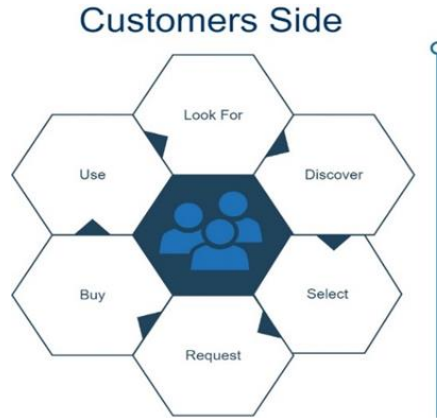 Customers Side
Look For
Discover
Select
Request
Buy
Use